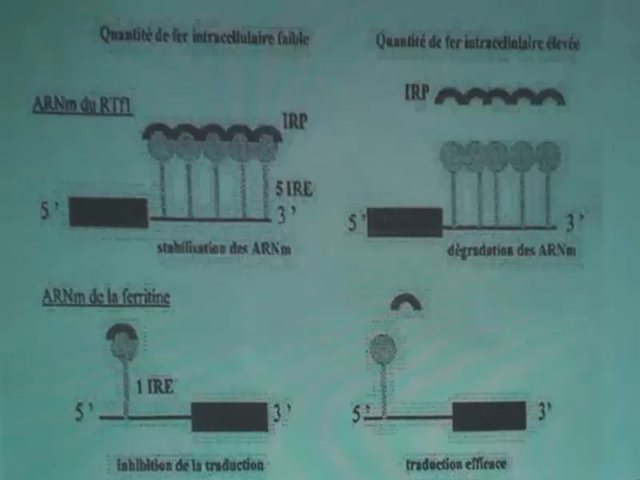 Quantité de fer intracellulaire faible
Quantité de fer intracellulaire élevée
ARNm du RTf1
IRP
IRP
5 IRE
5'
3'
5'
3'
stabilisation des ARNm
dégradation des ARNm
ARNm de la ferritine
1 IRE
5'
3'
5'
3'
inhibition de la traduction
traduction efficace